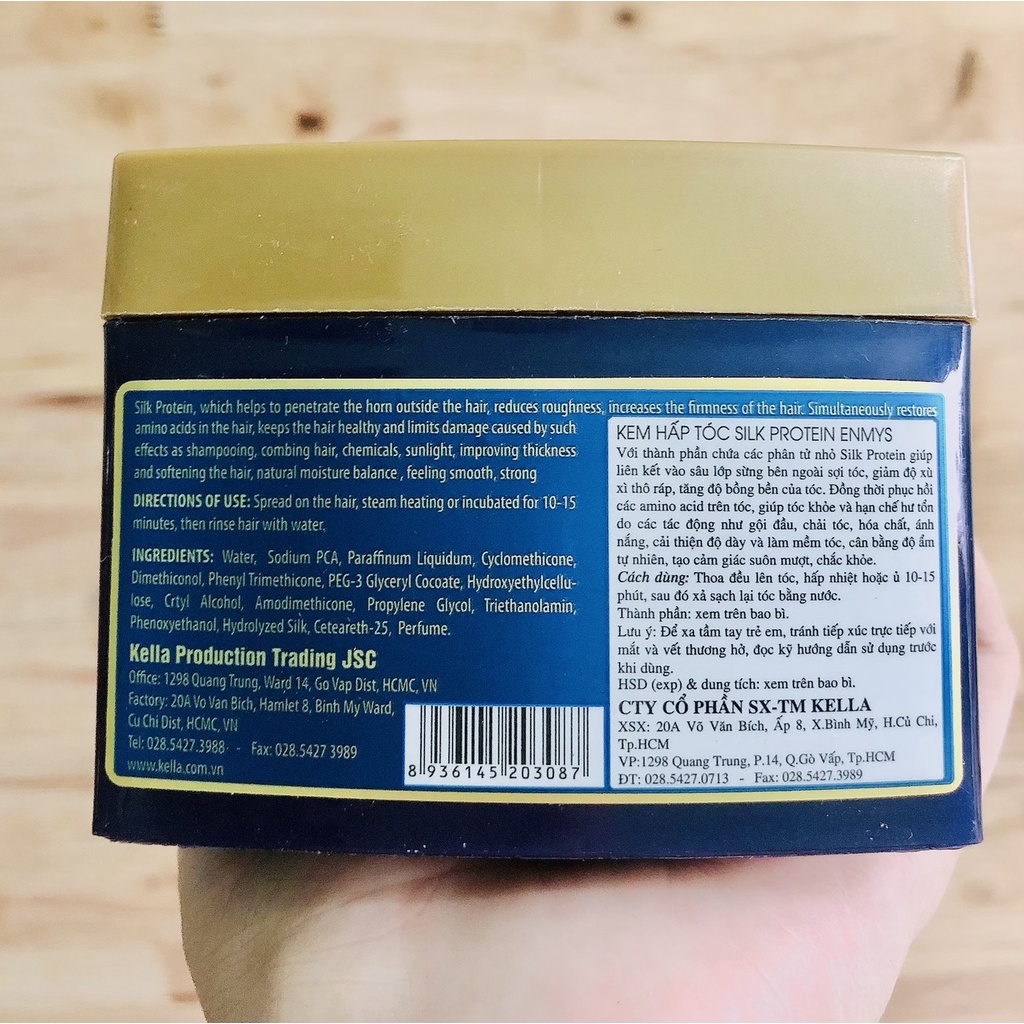 Silk Protein, which helps to penetrate the horn outside the hair, reduces roughness, increases the firmness of the hair. Simultaneously restores
amino acids in the hair, keeps the hair healthy and limits damage caused by such
effects as shampooing, combing hair, chemicals, sunlight, improving thickness
and softening the hair, natural moisture balance , feeling smooth, strong
DIRECTIONS OF USE: Spread on the hair, steam heating or incubated for 10-15
minutes, then rinse hair with water,
INGREDIENTS: Water, Sodium PCA, Paraffinum Liquidum, Cyclomethicone,
Dimethiconol, Phenyl Trimethicone, PEG-3 Glyceryl Cocoate, Hydroxyethylcellu-
lose, Crtyl Alcohol, Amodimethicone, Propylene Glycol, Triethanolamin,
Phenoxyethanol, Hydrolyzed Silk, Ceteareth-25, Perfume.
Kella Production Trading JSC
Office: 1298 Quang Trung, Ward 14, Go Vap Dist, HCMC, VN
Factory: 20A Vo Van Bich, Hamlet 8, Binh My Ward,
Cu Chi Dist, HCMC, VN
Tel: 028.5427.3988 - Fax: 028.5427 3989
www.kella.com.vn
8 936145 203087
KEM HẤP TÓC SILK PROTEIN ENMYS
Với thành phần chứa các phân tử nhỏ Silk Protein giúp
liên kết vào sâu lớp sừng bên ngoài sợi tóc, giảm độ xù
xì thô ráp, tăng độ bồng bền của tóc. Đồng thời phục hồi
các amino acid trên tóc, giúp tóc khỏe và hạn chế hư tổn
do các tác động như gội đầu, chải tóc, hóa chất, ánh
nắng, cải thiện độ dày và làm mềm tóc, cân bằng độ ẩm
tự nhiên, tạo cảm giác suôn mượt, chắc khỏe.
Cách dùng: Thoa đều lên tóc, hấp nhiệt hoặc ủ 10-15
phút, sau đó xả sạch lại tóc bằng nước.
Thành phần: xem trên bao bì.
Lưu ý: Để xa tầm tay trẻ em, tránh tiếp xúc trực tiếp với
mắt và vết thương hở, đọc kỹ hướng dẫn sử dụng trước
khi dùng.
HSD (exp) & dung tích: xem trên bao bì.
CTY CỔ PHẦN SX-TM KELLA
XSX: 20A Võ Văn Bích, Ấp 8, X.Bình Mỹ, H.Củ Chi,
Tp.HCM
VP:1298 Quang Trung, P.14, Q.Gò Vấp, Tp.HCM
ĐT: 028.5427.0713 - Fax: 028.5427.3989